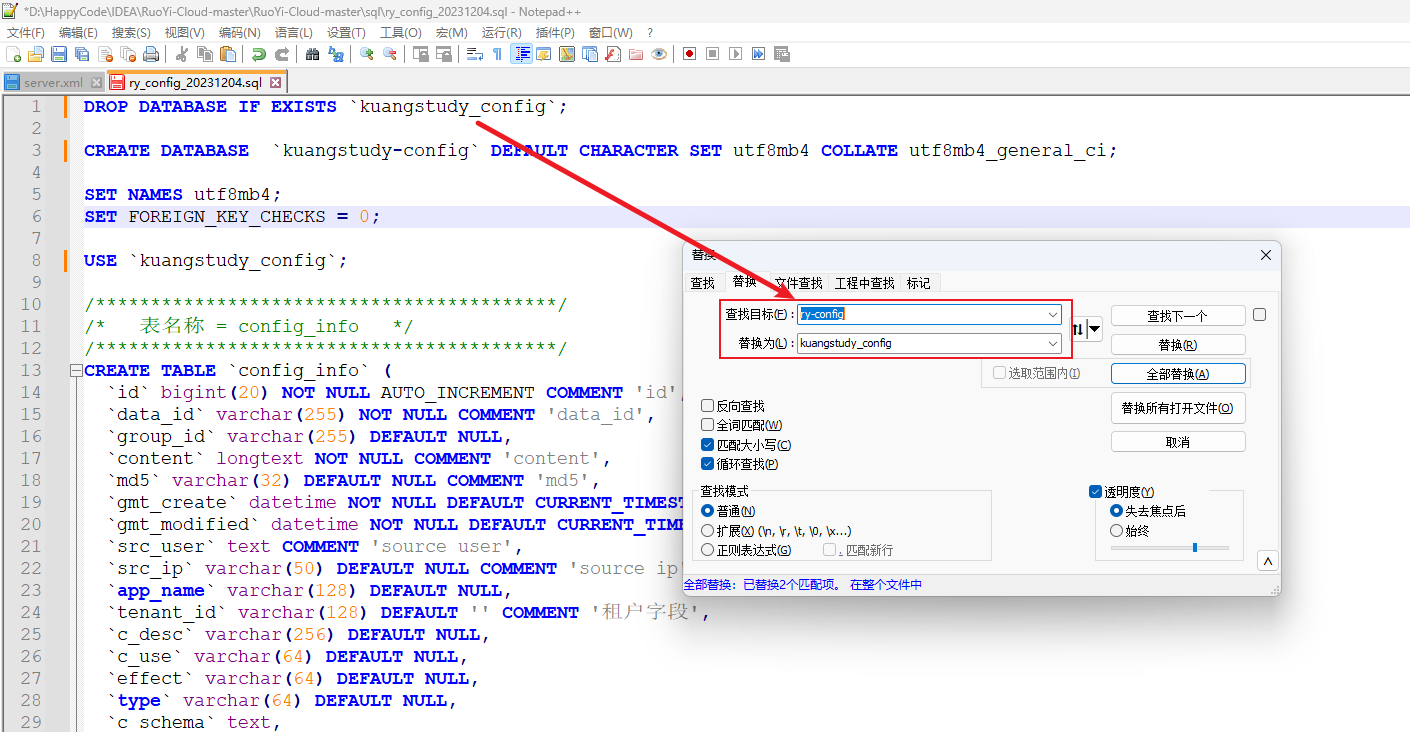 *D:\HappyCode\IDEA\RuoYi-Cloud-master\RuoYi-Cloud-master\sql\ry_config_20231204.sql - Notepad++
文件(F) 编辑(E) 搜索(S) 视图(V) 编码(N) 语言(L) 设置(T) 工具(O) 宏(M) 运行(R) 插件(P) 窗口(W) ?
server.xml ry_config_20231204.sql
1 DROP DATABASE IF EXISTS `kuangstudy_config`;
2
3 CREATE DATABASE  `kuangstudy-config` DEFAULT CHARACTER SET utf8mb4 COLLATE utf8mb4_general_ci;
4
5 SET NAMES utf8mb4;
6 SET FOREIGN_KEY_CHECKS = 0;
7
8 USE `kuangstudy_config`;
9
10 /******************************************/
11 /*   表名称 = config_info   */
12 /******************************************/
13 CREATE TABLE `config_info` (
14 `id` bigint(20) NOT NULL AUTO_INCREMENT COMMENT 'id',
15 `data_id` varchar(255) NOT NULL COMMENT 'data_id',
16 `group_id` varchar(255) DEFAULT NULL,
17 `content` longtext NOT NULL COMMENT 'content',
18 `md5` varchar(32) DEFAULT NULL COMMENT 'md5',
19 `gmt_create` datetime NOT NULL DEFAULT CURRENT_TIMEST
20 `gmt_modified` datetime NOT NULL DEFAULT CURRENT_TIME
21 `src_user` text COMMENT 'source user',
22 `src_ip` varchar(50) DEFAULT NULL COMMENT 'source ip'
23 `app_name` varchar(128) DEFAULT NULL,
24 `tenant_id` varchar(128) DEFAULT '' COMMENT '租户字段',
25 `c_desc` varchar(256) DEFAULT NULL,
26 `c_use` varchar(64) DEFAULT NULL,
27 `effect` varchar(64) DEFAULT NULL,
28 `type` varchar(64) DEFAULT NULL,
29 `c_schema` text,
替换
查找 替换 文件查找 工程中查找 标记
查找目标(F) : ry-config 查找下一个
替换为(L) : kuangstudy_config 替换(R)
选取范围内(I) 全部替换(A)
替换所有打开文件(O)
取消
反向查找
全词匹配(W)
匹配大小写(C)
循环查找(P)
查找模式
普通(N)
扩展(X) (\n, \r, \t, \0, \x...)
正则表达式(G) . 匹配新行
透明度(Y)
失去焦点后
始终
全部替换: 已替换2个匹配项。 在整个文件中